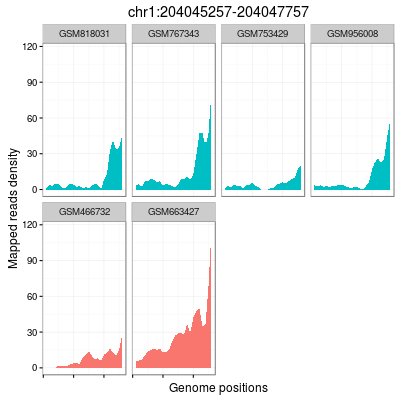 chr1:204045257-204047757
GSM818031 GSM767343 GSM753429 GSM956008
120
90
60
30
0
GSM466732 GSM663427
120
90
60
30
0
Mapped reads density
Genome positions